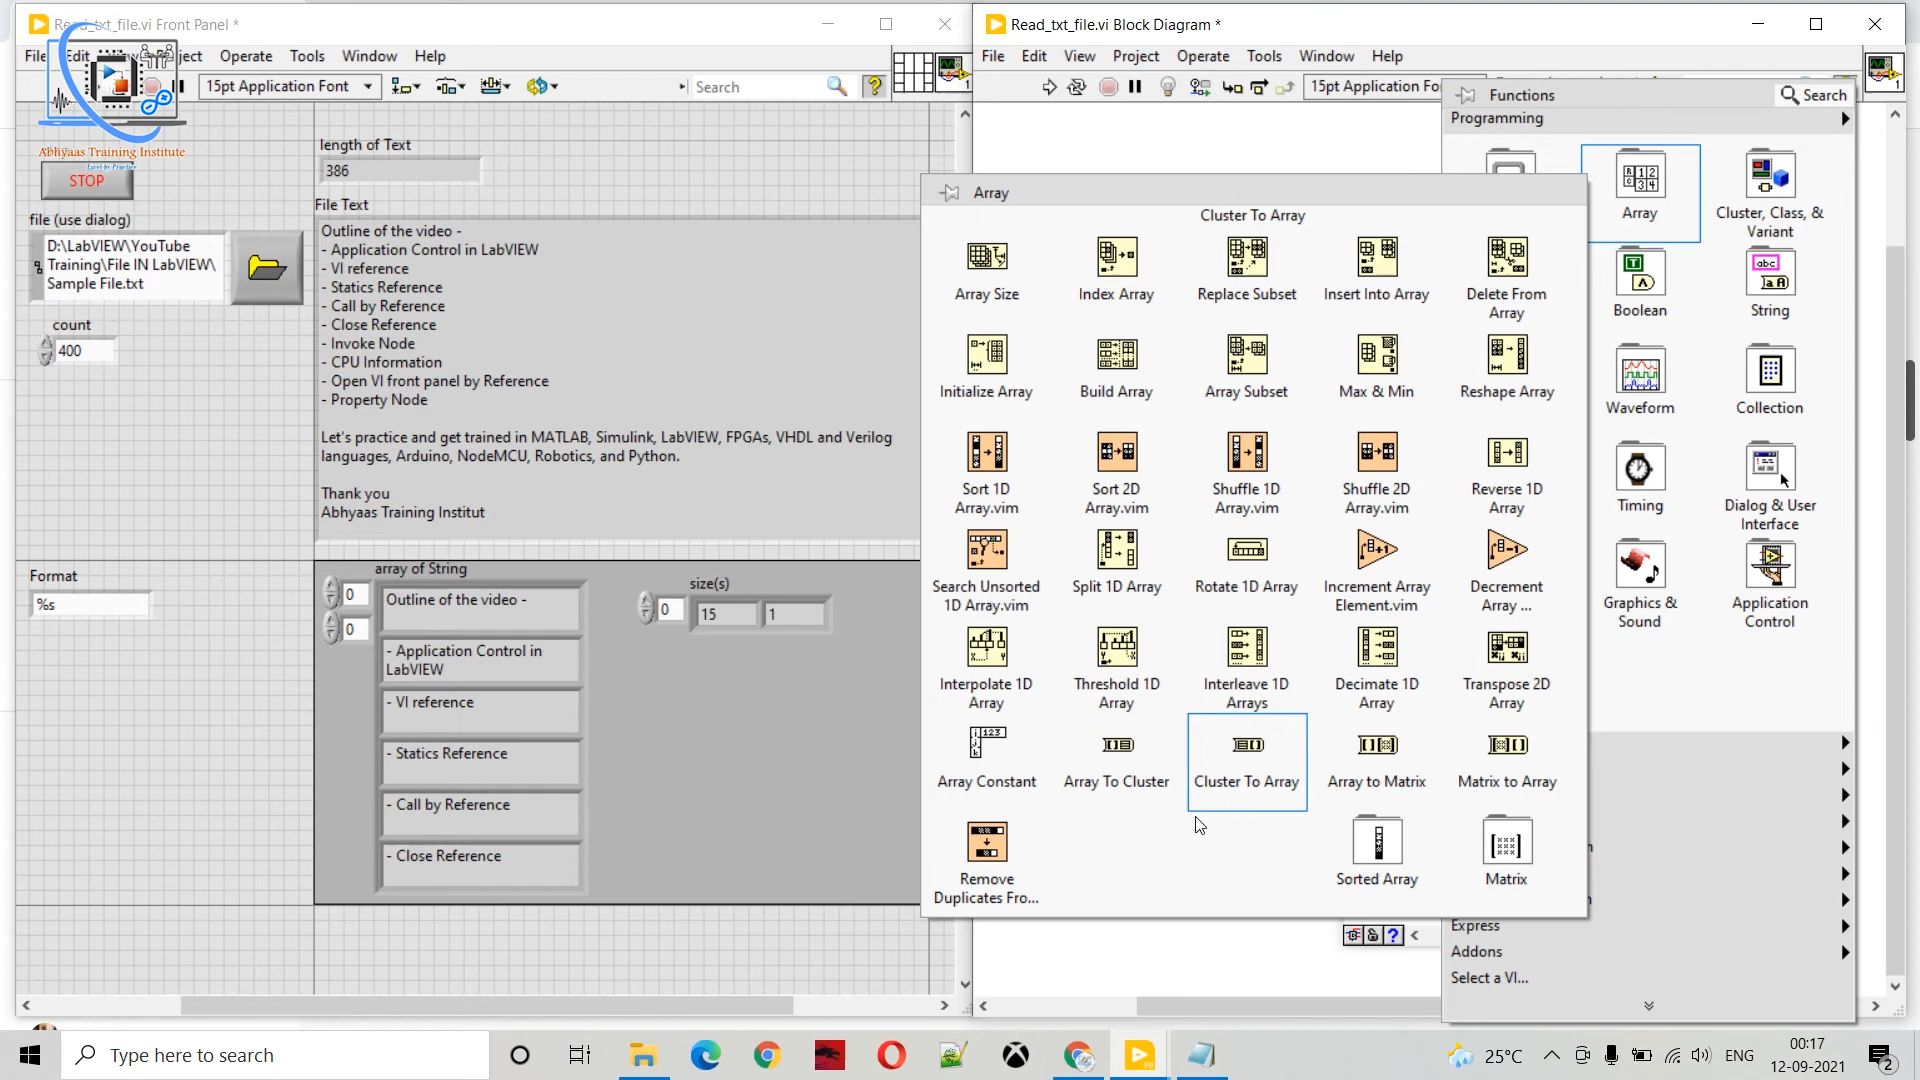 Read_txt_file.vi Front Panel *
File Edit View Project Operate Tools Window Help
15pt Application Font
Search
Abhyaas Training Institute
Learn by Practice
STOP
length of Text
386
File Text
Outline of the video -
- Application Control in LabVIEW
- VI reference
- Statics Reference
- Call by Reference
- Close Reference
- Invoke Node
- CPU Information
- Open VI front panel by Reference
- Property Node
Let's practice and get trained in MATLAB, Simulink, LabVIEW, FPGAs, VHDL and Verilog
languages, Arduino, NodeMCU, Robotics, and Python.
Thank you
Abhyaas Training Institut
file (use dialog)
D:\LabVIEW\YouTube
Training\File IN LabVIEW\
Sample File.txt
count
400
Format
%s
array of String
0
0
Outline of the video -
- Application Control in
LabVIEW
- VI reference
- Statics Reference
- Call by Reference
- Close Reference
size(s)
0
15
1
Read_txt_file.vi Block Diagram *
File Edit View Project Operate Tools Window Help
15pt Application Fo
Functions
Search
Programming
Array
Cluster, Class, &
Variant
Boolean
String
Waveform
Collection
Timing
Dialog & User
Interface
Graphics &
Sound
Application
Control
Express
Addons
Select a VI...
Array
Cluster To Array
Array Size
Index Array
Replace Subset
Insert Into Array
Delete From
Array
Initialize Array
Build Array
Array Subset
Max & Min
Reshape Array
Sort 1D
Array.vim
Sort 2D
Array.vim
Shuffle 1D
Array.vim
Shuffle 2D
Array.vim
Reverse 1D
Array
Search Unsorted
1D Array.vim
Split 1D Array
Rotate 1D Array
Increment Array
Element.vim
Decrement
Array ...
Interpolate 1D
Array
Threshold 1D
Array
Interleave 1D
Arrays
Decimate 1D
Array
Transpose 2D
Array
Array Constant
Array To Cluster
Cluster To Array
Array to Matrix
Matrix to Array
Remove
Duplicates Fro...
Sorted Array
Matrix
Type here to search
25°C
ENG
00:17
12-09-2021
2